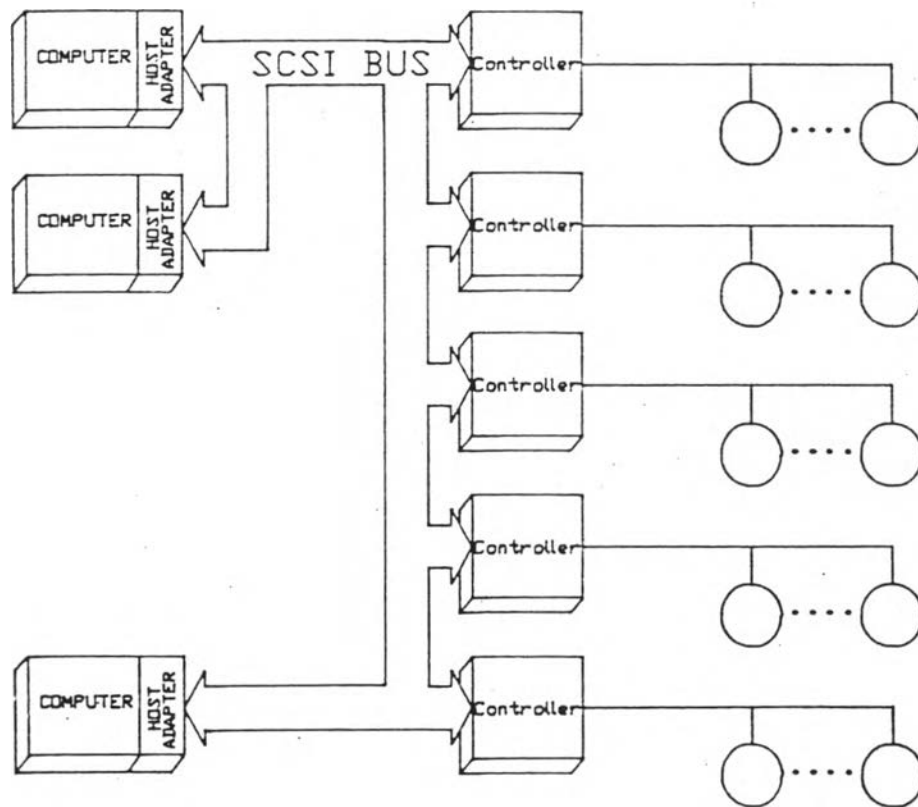 COMPUTER
HOST
ADAPTER
SCSI BUS
Controller
COMPUTER
HOST
ADAPTER
Controller
Controller
Controller
COMPUTER
HOST
ADAPTER
Controller